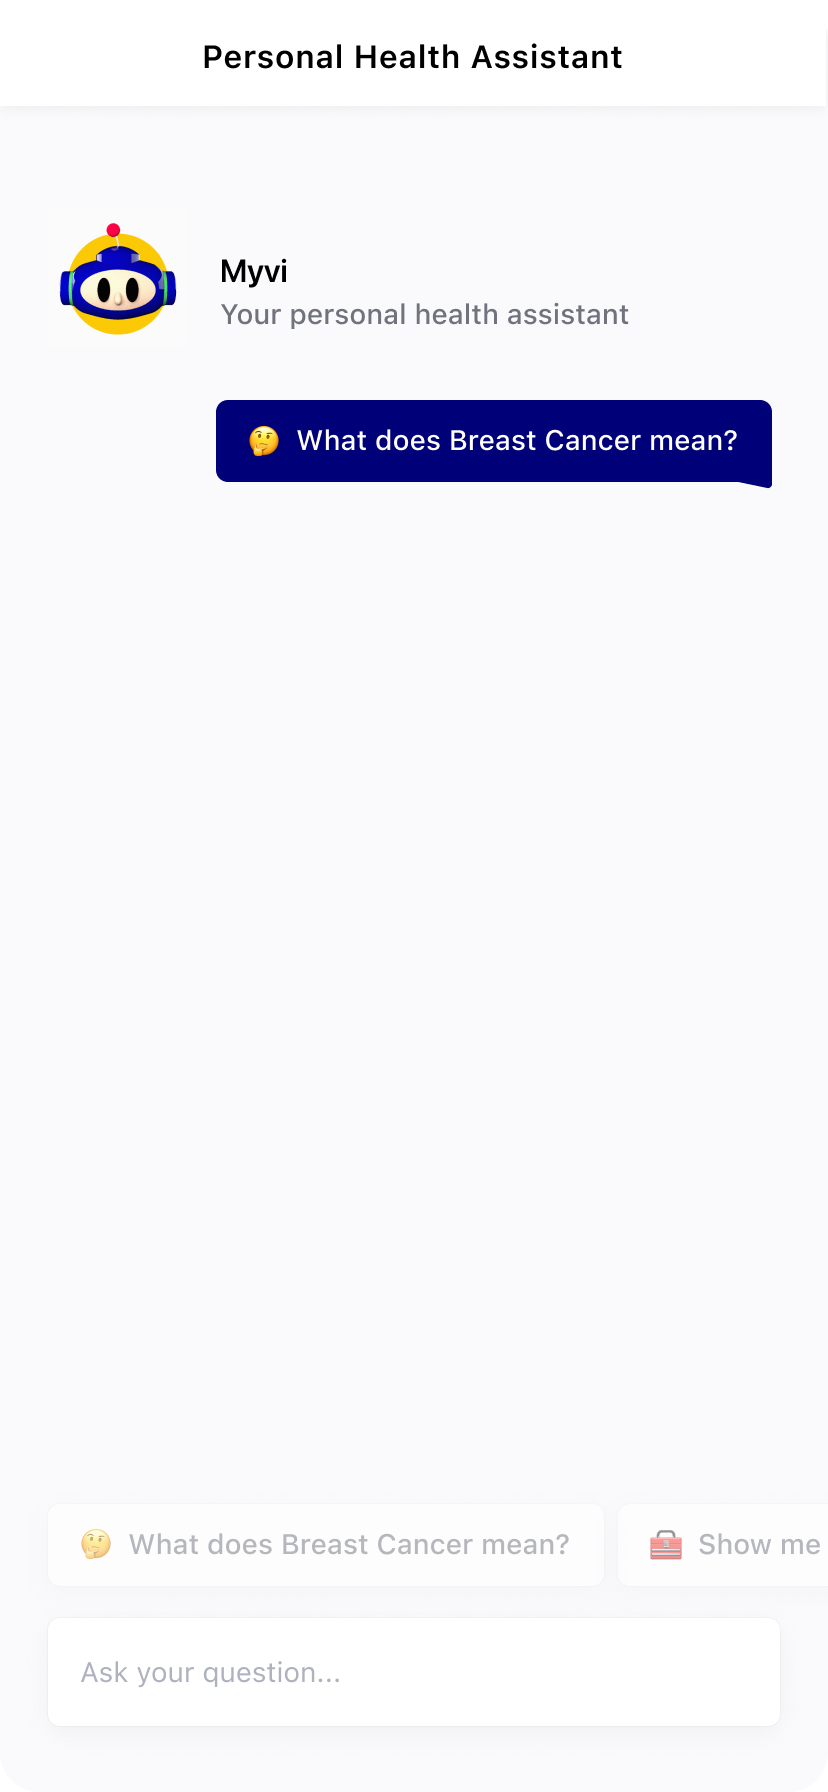 Personal Health Assistant
Myvi
Your personal health assistant
🤔 What does Breast Cancer mean?
🤔 What does Breast Cancer mean?
🧰 Show me
Ask your question...